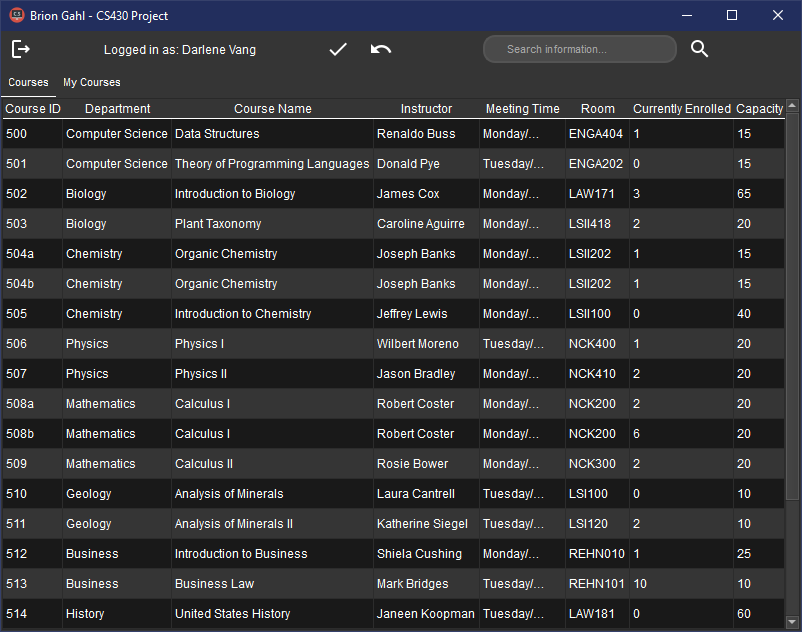 CS Brion Gahl - CS430 Project
Logged in as: Darlene Vang Search information...
Courses My Courses
Course ID Department Course Name Instructor Meeting Time Room Currently Enrolled Capacity
500 Computer Science Data Structures Renaldo Buss Monday/... ENGA404 1 15
501 Computer Science Theory of Programming Languages Donald Pye Tuesday/... ENGA202 0 15
502 Biology Introduction to Biology James Cox Monday/... LAW171 3 65
503 Biology Plant Taxonomy Caroline Aguirre Monday/... LSII418 2 20
504a Chemistry Organic Chemistry Joseph Banks Monday/... LSII202 1 15
504b Chemistry Organic Chemistry Joseph Banks Monday/... LSII202 1 15
505 Chemistry Introduction to Chemistry Jeffrey Lewis Monday/... LSII100 0 40
506 Physics Physics I Wilbert Moreno Tuesday/... NCK400 1 20
507 Physics Physics II Jason Bradley Monday/... NCK410 2 20
508a Mathematics Calculus I Robert Coster Monday/... NCK200 2 20
508b Mathematics Calculus I Robert Coster Monday/... NCK200 6 20
509 Mathematics Calculus II Rosie Bower Monday/... NCK300 2 20
510 Geology Analysis of Minerals Laura Cantrell Tuesday/... LSI100 0 10
511 Geology Analysis of Minerals II Katherine Siegel Tuesday/... LSI120 2 10
512 Business Introduction to Business Shiela Cushing Monday/... REHN010 1 25
513 Business Business Law Mark Bridges Tuesday/... REHN101 10 10
514 History United States History Janeen Koopman Tuesday/... LAW181 0 60